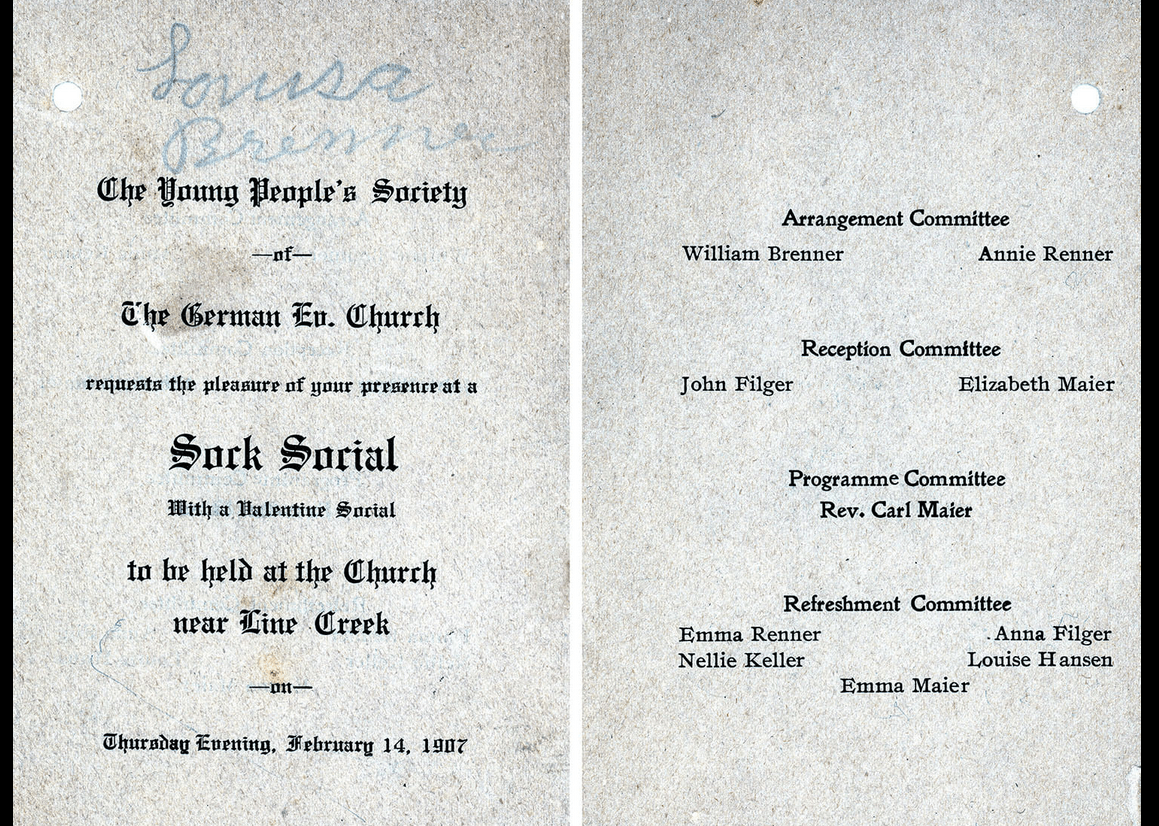 Louisa
Brenner
The Young People's Society
—of—
The German Ev. Church
requests the pleasure of your presence at a
Sock Social
With a Valentine Social
to be held at the Church
near Line Creek
—on—
Thursday Evening, February 14, 1907
Arrangement Committee
William Brenner Annie Renner
Reception Committee
John Filger Elizabeth Maier
Programme Committee
Rev. Carl Maier
Refreshment Committee
Emma Renner Anna Filger
Nellie Keller Louise Hansen
Emma Maier